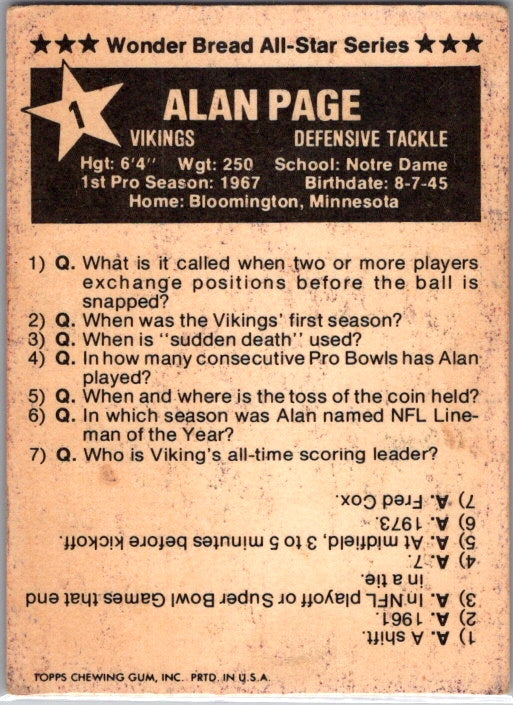 ★★★ Wonder Bread All-Star Series ★★★
1
ALAN PAGE
VIKINGS DEFENSIVE TACKLE
Hgt: 6'4" Wgt: 250 School: Notre Dame
1st Pro Season: 1967 Birthdate: 8-7-45
Home: Bloomington, Minnesota
1) Q. What is it called when two or more players
exchange positions before the ball is
snapped?
2) Q. When was the Vikings' first season?
3) Q. When is "sudden death" used?
4) Q. In how many consecutive Pro Bowls has Alan
played?
5) Q. When and where is the toss of the coin held?
6) Q. In which season was Alan named NFL Line-
man of the Year?
7) Q. Who is Viking's all-time scoring leader?
1) A. A shift.
2) A. 1961.
3) A. In NFL playoff or Super Bowl Games that end
in a tie.
4) A. 7.
5) A. At midfield, 3 to 5 minutes before kickoff.
6) A. 1973.
7) A. Fred Cox.
TOPPS CHEWING GUM, INC. PRTD. IN U.S.A.